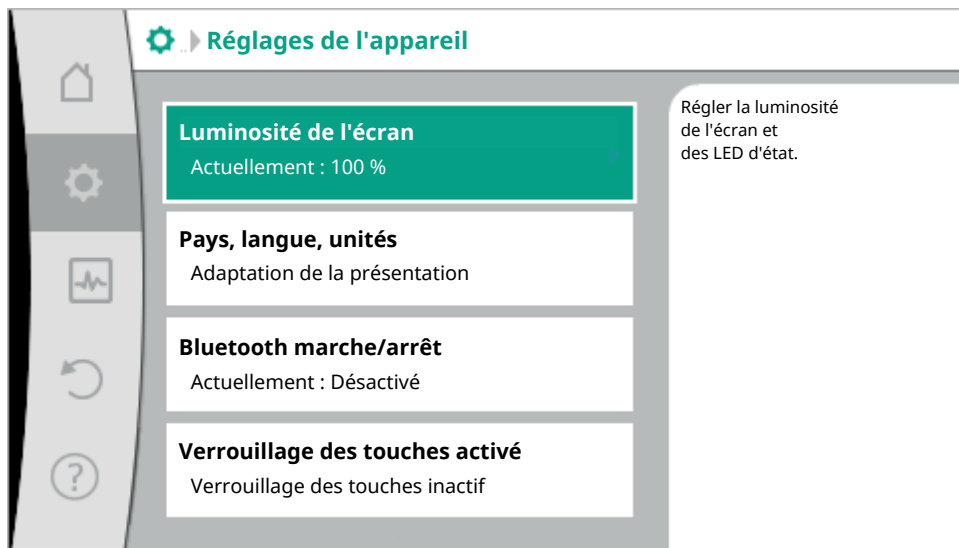 Réglages de l'appareil
Luminosité de l'écran
Actuellement : 100 %
Pays, langue, unités
Adaptation de la présentation
Bluetooth marche/arrêt
Actuellement : Désactivé
Verrouillage des touches activé
Verrouillage des touches inactif
Régler la luminosité
de l'écran et
des LED d'état.
?